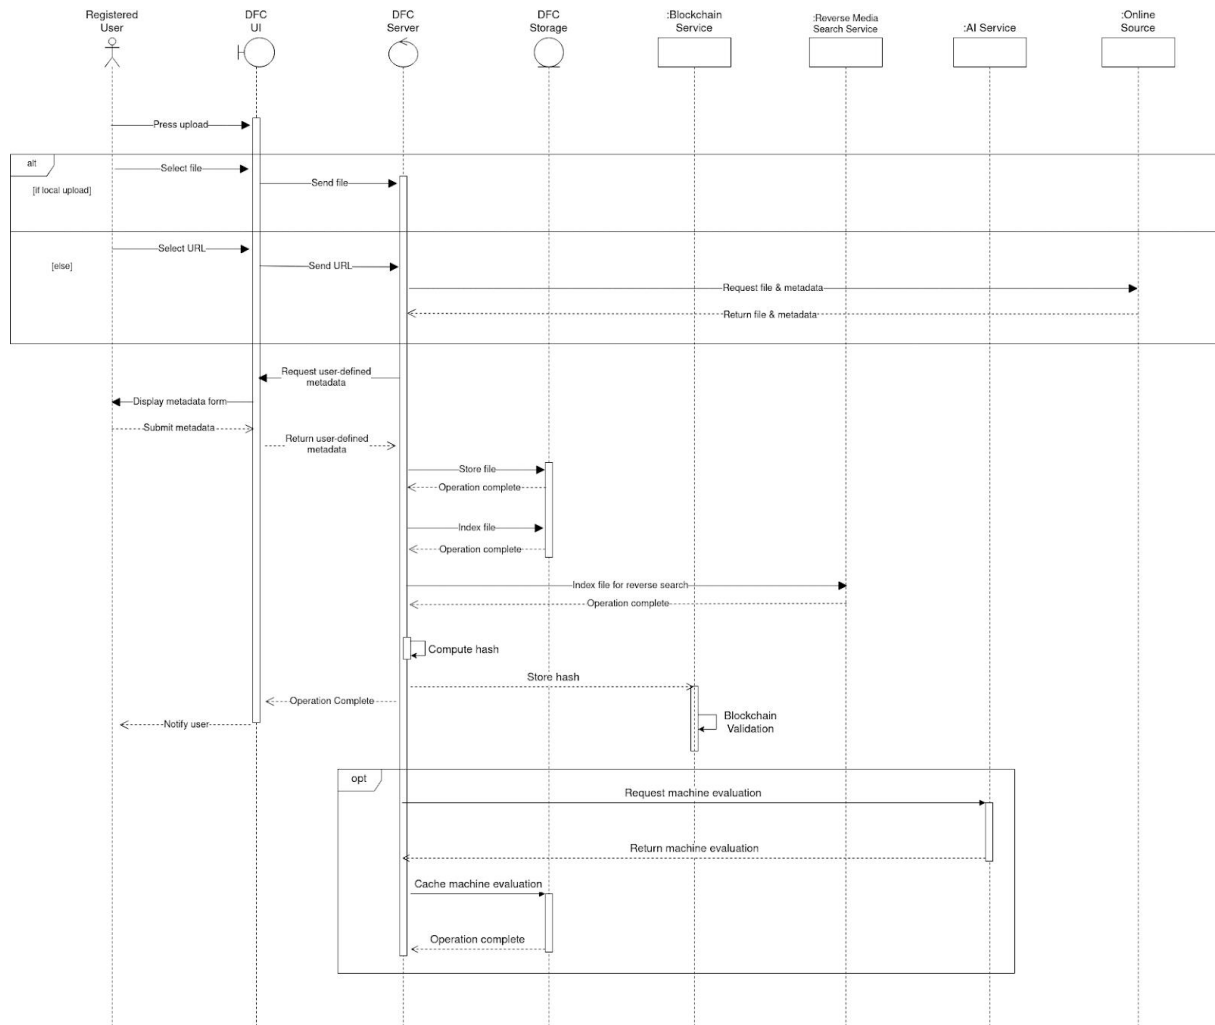 Registered
User
DFC
UI
DFC
Server
DFC
Storage
:Blockchain
Service
:Reverse Media
Search Service
:AI Service
:Online
Source
Press upload
alt
Select file
[if local upload]
Send file
Select URL
[else]
Send URL
Request file & metadata
Return file & metadata
Request user-defined
metadata
Display metadata form
Submit metadata
Return user-defined
metadata
Store file
Operation complete
Index file
Operation complete
Index file for reverse search
Operation complete
Compute hash
Store hash
Operation Complete
Blockchain
Validation
Notify user
opt
Request machine evaluation
Return machine evaluation
Cache machine evaluation
Operation complete